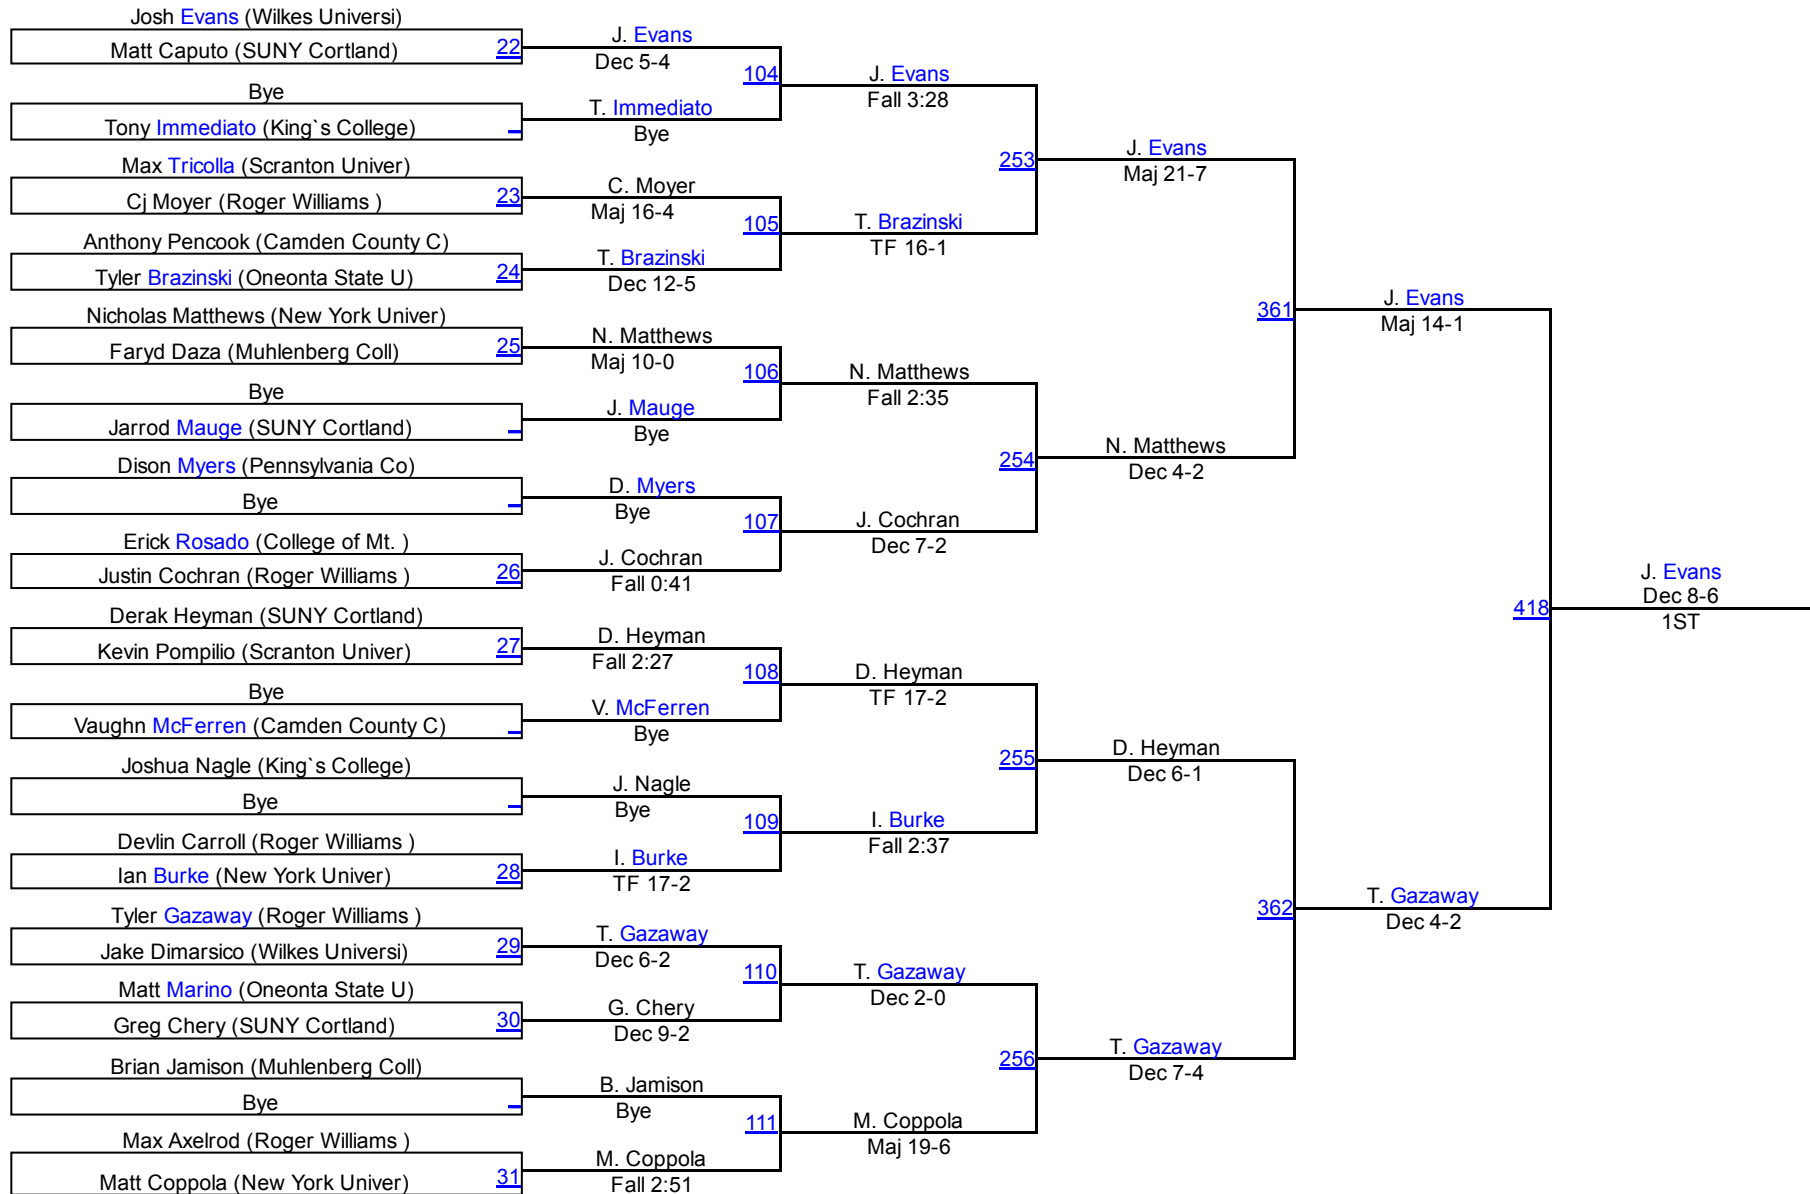 Josh Evans (Wilkes Universi)
Matt Caputo (SUNY Cortland) 22
Bye
Tony Immediato (King`s College)
Max Tricolla (Scranton Univer)
Cj Moyer (Roger Williams ) 23
Anthony Pencook (Camden County C)
Tyler Brazinski (Oneonta State U) 24
Nicholas Matthews (New York Univer)
Faryd Daza (Muhlenberg Coll) 25
Bye
Jarrod Mauge (SUNY Cortland)
Dison Myers (Pennsylvania Co)
Bye
Erick Rosado (College of Mt. )
Justin Cochran (Roger Williams ) 26
Derak Heyman (SUNY Cortland)
Kevin Pompilio (Scranton Univer) 27
Bye
Vaughn McFerren (Camden County C)
Joshua Nagle (King`s College)
Bye
Devlin Carroll (Roger Williams )
Ian Burke (New York Univer) 28
Tyler Gazaway (Roger Williams )
Jake Dimarsico (Wilkes Universi) 29
Matt Marino (Oneonta State U)
Greg Chery (SUNY Cortland) 30
Brian Jamison (Muhlenberg Coll)
Bye
Max Axelrod (Roger Williams )
Matt Coppola (New York Univer) 31
J. Evans
Dec 5-4
104
T. Immediato
Bye
C. Moyer
Maj 16-4
105
T. Brazinski
Dec 12-5
N. Matthews
Maj 10-0
106
J. Mauge
Bye
D. Myers
Bye
107
J. Cochran
Fall 0:41
D. Heyman
Fall 2:27
108
V. McFerren
Bye
J. Nagle
Bye
109
I. Burke
TF 17-2
T. Gazaway
Dec 6-2
110
G. Chery
Dec 9-2
B. Jamison
Bye
111
M. Coppola
Fall 2:51
J. Evans
Fall 3:28
253
T. Brazinski
TF 16-1
N. Matthews
Fall 2:35
254
J. Cochran
Dec 7-2
D. Heyman
TF 17-2
255
I. Burke
Fall 2:37
T. Gazaway
Dec 2-0
256
M. Coppola
Maj 19-6
J. Evans
Maj 21-7
361
N. Matthews
Dec 4-2
D. Heyman
Dec 6-1
362
T. Gazaway
Dec 7-4
J. Evans
Maj 14-1
418
T. Gazaway
Dec 4-2
J. Evans
Dec 8-6
1ST